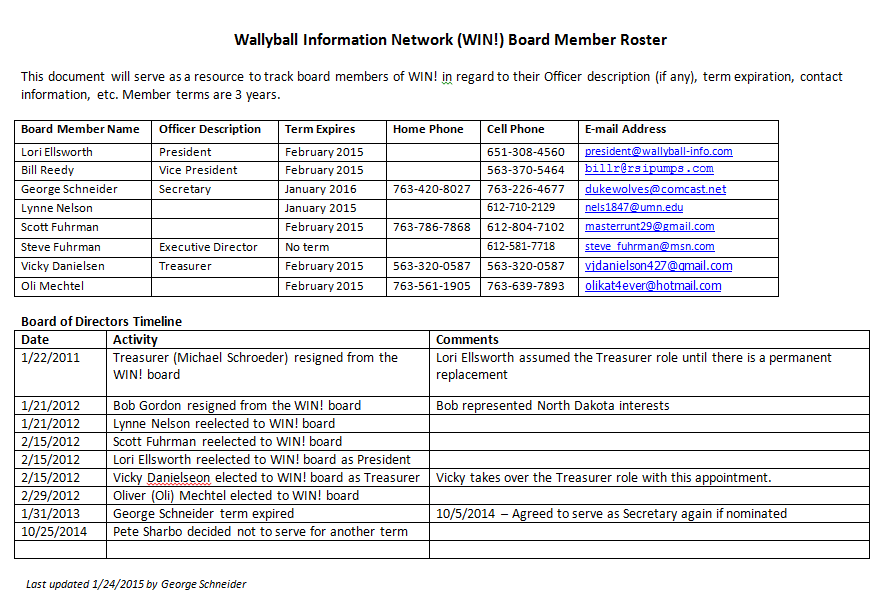 Wallyball Information Network (WIN!) Board Member Roster
This document will serve as a resource to track board members of WIN! in regard to their Officer description (if any), term expiration, contact
information, etc. Member terms are 3 years.
Board Member Name Officer Description Term Expires Home Phone Cell Phone E-mail Address
Lori Ellsworth President February 2015 651-308-4560 president@wallyball-info.com
Bill Reedy Vice President February 2015 563-370-5464 billr@rsipumps.com
George Schneider Secretary January 2016 763-420-8027 763-226-4677 dukewolves@comcast.net
Lynne Nelson January 2015 612-710-2129 nels1847@umn.edu
Scott Fuhrman February 2015 763-786-7868 612-804-7102 masterrunt29@gmail.com
Steve Fuhrman Executive Director No term 612-581-7718 steve_fuhrman@msn.com
Vicky Danielsen Treasurer February 2015 563-320-0587 563-320-0587 vjdanielson427@gmail.com
Oli Mechtel February 2015 763-561-1905 763-639-7893 olikat4ever@hotmail.com
Board of Directors Timeline
Date Activity Comments
1/22/2011 Treasurer (Michael Schroeder) resigned from the Lori Ellsworth assumed the Treasurer role until there is a permanent
WIN! board replacement
1/21/2012 Bob Gordon resigned from the WIN! board Bob represented North Dakota interests
1/21/2012 Lynne Nelson reelected to WIN! board
2/15/2012 Scott Fuhrman reelected to WIN! board
2/15/2012 Lori Ellsworth reelected to WIN! board as President
2/15/2012 Vicky Danielseon elected to WIN! board as Treasurer Vicky takes over the Treasurer role with this appointment.
2/29/2012 Oliver (Oli) Mechtel elected to WIN! board
1/31/2013 George Schneider term expired 10/5/2014 – Agreed to serve as Secretary again if nominated
10/25/2014 Pete Sharbo decided not to serve for another term
Last updated 1/24/2015 by George Schneider